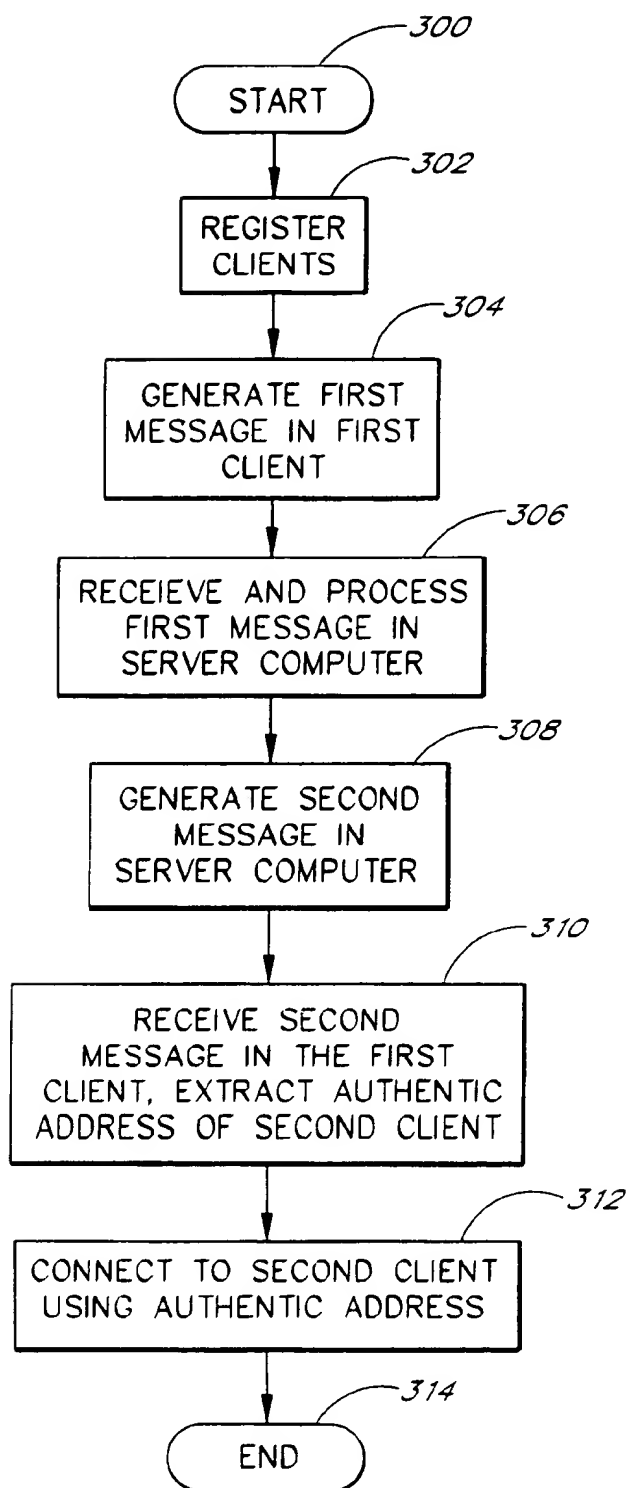 300
START
302
REGISTER
CLIENTS
304
GENERATE FIRST
MESSAGE IN FIRST
CLIENT
306
RECEIEVE AND PROCESS
FIRST MESSAGE IN
SERVER COMPUTER
308
GENERATE SECOND
MESSAGE IN
SERVER COMPUTER
310
RECEIVE SECOND
MESSAGE IN THE FIRST
CLIENT, EXTRACT AUTHENTIC
ADDRESS OF SECOND CLIENT
312
CONNECT TO SECOND CLIENT
USING AUTHENTIC ADDRESS
314
END